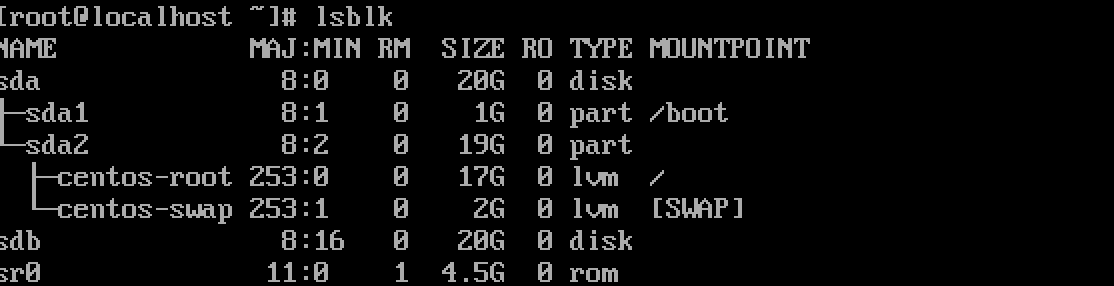 [root@localhost ~]# lsblk
NAME            MAJ:MIN RM  SIZE RO TYPE MOUNTPOINT
sda               8:0    0   20G  0 disk
├─sda1            8:1    0    1G  0 part /boot
└─sda2            8:2    0   19G  0 part
  ├─centos-root 253:0    0   17G  0 lvm  /
  └─centos-swap 253:1    0    2G  0 lvm  [SWAP]
sdb               8:16   0   20G  0 disk
sr0              11:0    1  4.5G  0 rom